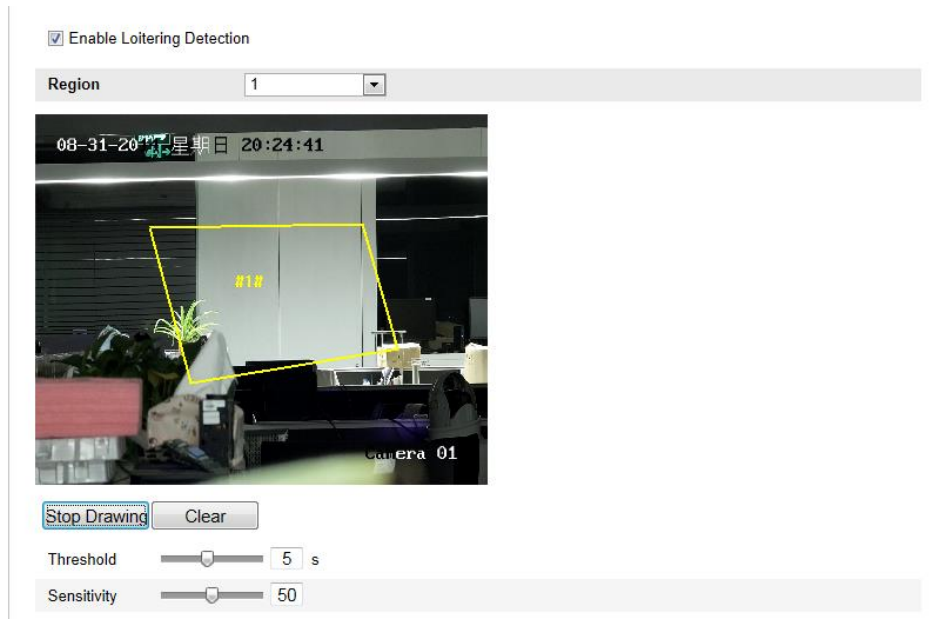 Enable Loitering Detection
Region 1
08-31-20 星期日 20:24:41
#1#
Camera 01
Stop Drawing Clear
Threshold 5 s
Sensitivity 50